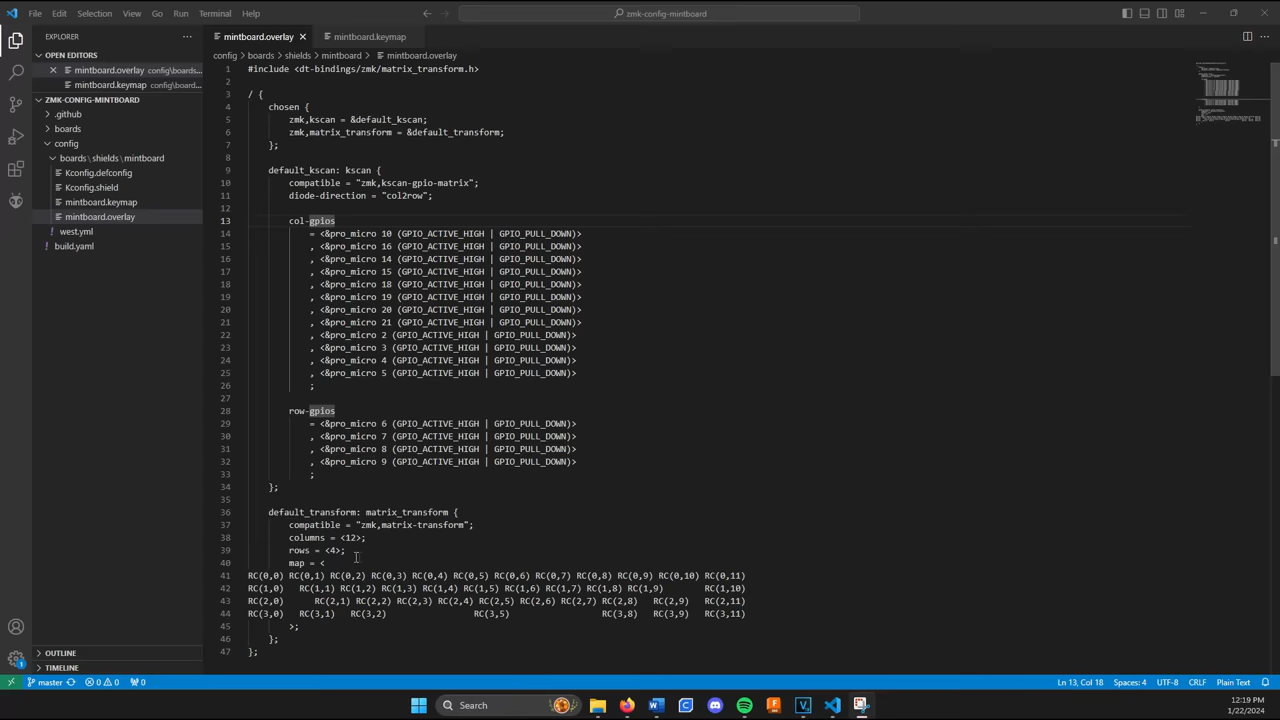 File Edit Selection View Go Run Terminal Help
zmk-config-mintboard
EXPLORER
mintboard.overlay
mintboard.keymap
OPEN EDITORS
config > boards > shields > mintboard > mintboard.overlay
mintboard.overlay config\boards...
mintboard.keymap config\board...
ZMK-CONFIG-MINTBOARD
.github
boards
config
boards\shields\mintboard
Kconfig.defconfig
Kconfig.shield
mintboard.keymap
mintboard.overlay
west.yml
build.yaml
1 #include <dt-bindings/zmk/matrix_transform.h>
2
3 / {
4 chosen {
5 zmk,kscan = &default_kscan;
6 zmk,matrix_transform = &default_transform;
7 };
8
9 default_kscan: kscan {
10 compatible = "zmk,kscan-gpio-matrix";
11 diode-direction = "col2row";
12
13 col-gpios
14 = <&pro_micro 10 (GPIO_ACTIVE_HIGH | GPIO_PULL_DOWN)>
15 , <&pro_micro 16 (GPIO_ACTIVE_HIGH | GPIO_PULL_DOWN)>
16 , <&pro_micro 14 (GPIO_ACTIVE_HIGH | GPIO_PULL_DOWN)>
17 , <&pro_micro 15 (GPIO_ACTIVE_HIGH | GPIO_PULL_DOWN)>
18 , <&pro_micro 18 (GPIO_ACTIVE_HIGH | GPIO_PULL_DOWN)>
19 , <&pro_micro 19 (GPIO_ACTIVE_HIGH | GPIO_PULL_DOWN)>
20 , <&pro_micro 20 (GPIO_ACTIVE_HIGH | GPIO_PULL_DOWN)>
21 , <&pro_micro 21 (GPIO_ACTIVE_HIGH | GPIO_PULL_DOWN)>
22 , <&pro_micro 2 (GPIO_ACTIVE_HIGH | GPIO_PULL_DOWN)>
23 , <&pro_micro 3 (GPIO_ACTIVE_HIGH | GPIO_PULL_DOWN)>
24 , <&pro_micro 4 (GPIO_ACTIVE_HIGH | GPIO_PULL_DOWN)>
25 , <&pro_micro 5 (GPIO_ACTIVE_HIGH | GPIO_PULL_DOWN)>
26 ;
27
28 row-gpios
29 = <&pro_micro 6 (GPIO_ACTIVE_HIGH | GPIO_PULL_DOWN)>
30 , <&pro_micro 7 (GPIO_ACTIVE_HIGH | GPIO_PULL_DOWN)>
31 , <&pro_micro 8 (GPIO_ACTIVE_HIGH | GPIO_PULL_DOWN)>
32 , <&pro_micro 9 (GPIO_ACTIVE_HIGH | GPIO_PULL_DOWN)>
33 ;
34 };
35
36 default_transform: matrix_transform {
37 compatible = "zmk,matrix-transform";
38 columns = <12>;
39 rows = <4>;
40 map = <
41 RC(0,0) RC(0,1) RC(0,2) RC(0,3) RC(0,4) RC(0,5) RC(0,6) RC(0,7) RC(0,8) RC(0,9) RC(0,10) RC(0,11)
42 RC(1,0) RC(1,1) RC(1,2) RC(1,3) RC(1,4) RC(1,5) RC(1,6) RC(1,7) RC(1,8) RC(1,9) RC(1,10)
43 RC(2,0) RC(2,1) RC(2,2) RC(2,3) RC(2,4) RC(2,5) RC(2,6) RC(2,7) RC(2,8) RC(2,9) RC(2,11)
44 RC(3,0) RC(3,1) RC(3,2) RC(3,5) RC(3,8) RC(3,9) RC(3,11)
45 >;
46 };
47 };
OUTLINE
TIMELINE
master 0 0 0
Ln 13, Col 18 Spaces: 4 UTF-8 CRLF Plain Text
Search
12:19 PM
1/22/2024